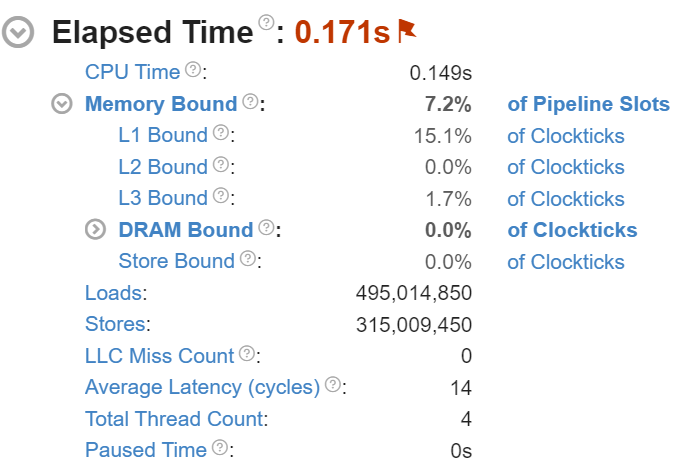 Elapsed Time ?: 0.171s
CPU Time ?: 0.149s
Memory Bound ?: 7.2% of Pipeline Slots
L1 Bound ?: 15.1% of Clockticks
L2 Bound ?: 0.0% of Clockticks
L3 Bound ?: 1.7% of Clockticks
DRAM Bound ?: 0.0% of Clockticks
Store Bound ?: 0.0% of Clockticks
Loads: 495,014,850
Stores: 315,009,450
LLC Miss Count ?: 0
Average Latency (cycles) ?: 14
Total Thread Count: 4
Paused Time ?: 0s